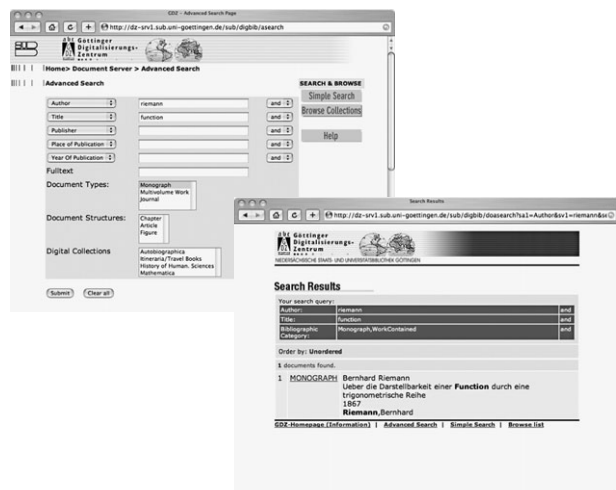 GDZ - Advanced Search Page
http://dz-srv1.sub.uni-goettingen.de/sub/digbib/asearch
Göttinger
Digitalisierungs-
Zentrum
Home> Document Server > Advanced Search
Advanced Search
SEARCH & BROWSE
Simple Search
Browse Collections
Help
Author riemann and
Title function and
Publisher and
Place of Publication and
Year Of Publication and
Fulltext
Document Types:
Monograph
Multivolume Work
Journal
Document Structures:
Chapter
Article
Figure
Digital Collections
Autobiographica
Itineraria/Travel Books
History of Human. Sciences
Mathematica
Submit Clear all
Search Results
http://dz-srv1.sub.uni-goettingen.de/sub/digbib/doasearch?sa1=Author&sv1=riemann&so
Göttinger
Digitalisierungs-
Zentrum
NIEDERSÄCHSISCHE STAATS- UND UNIVERSITÄTSBIBLIOTHEK GÖTTINGEN
Search Results
Your search query:
Author: riemann and
Title: function and
Bibliographic Category: Monograph,WorkContained and
Order by: Unordered
1 documents found.
1 MONOGRAPH Bernhard Riemann
Ueber die Darstellbarkeit einer Function durch eine
trigonometrische Reihe
1867
Riemann,Bernhard
GDZ-Homepage (Information) | Advanced Search | Simple Search | Browse list